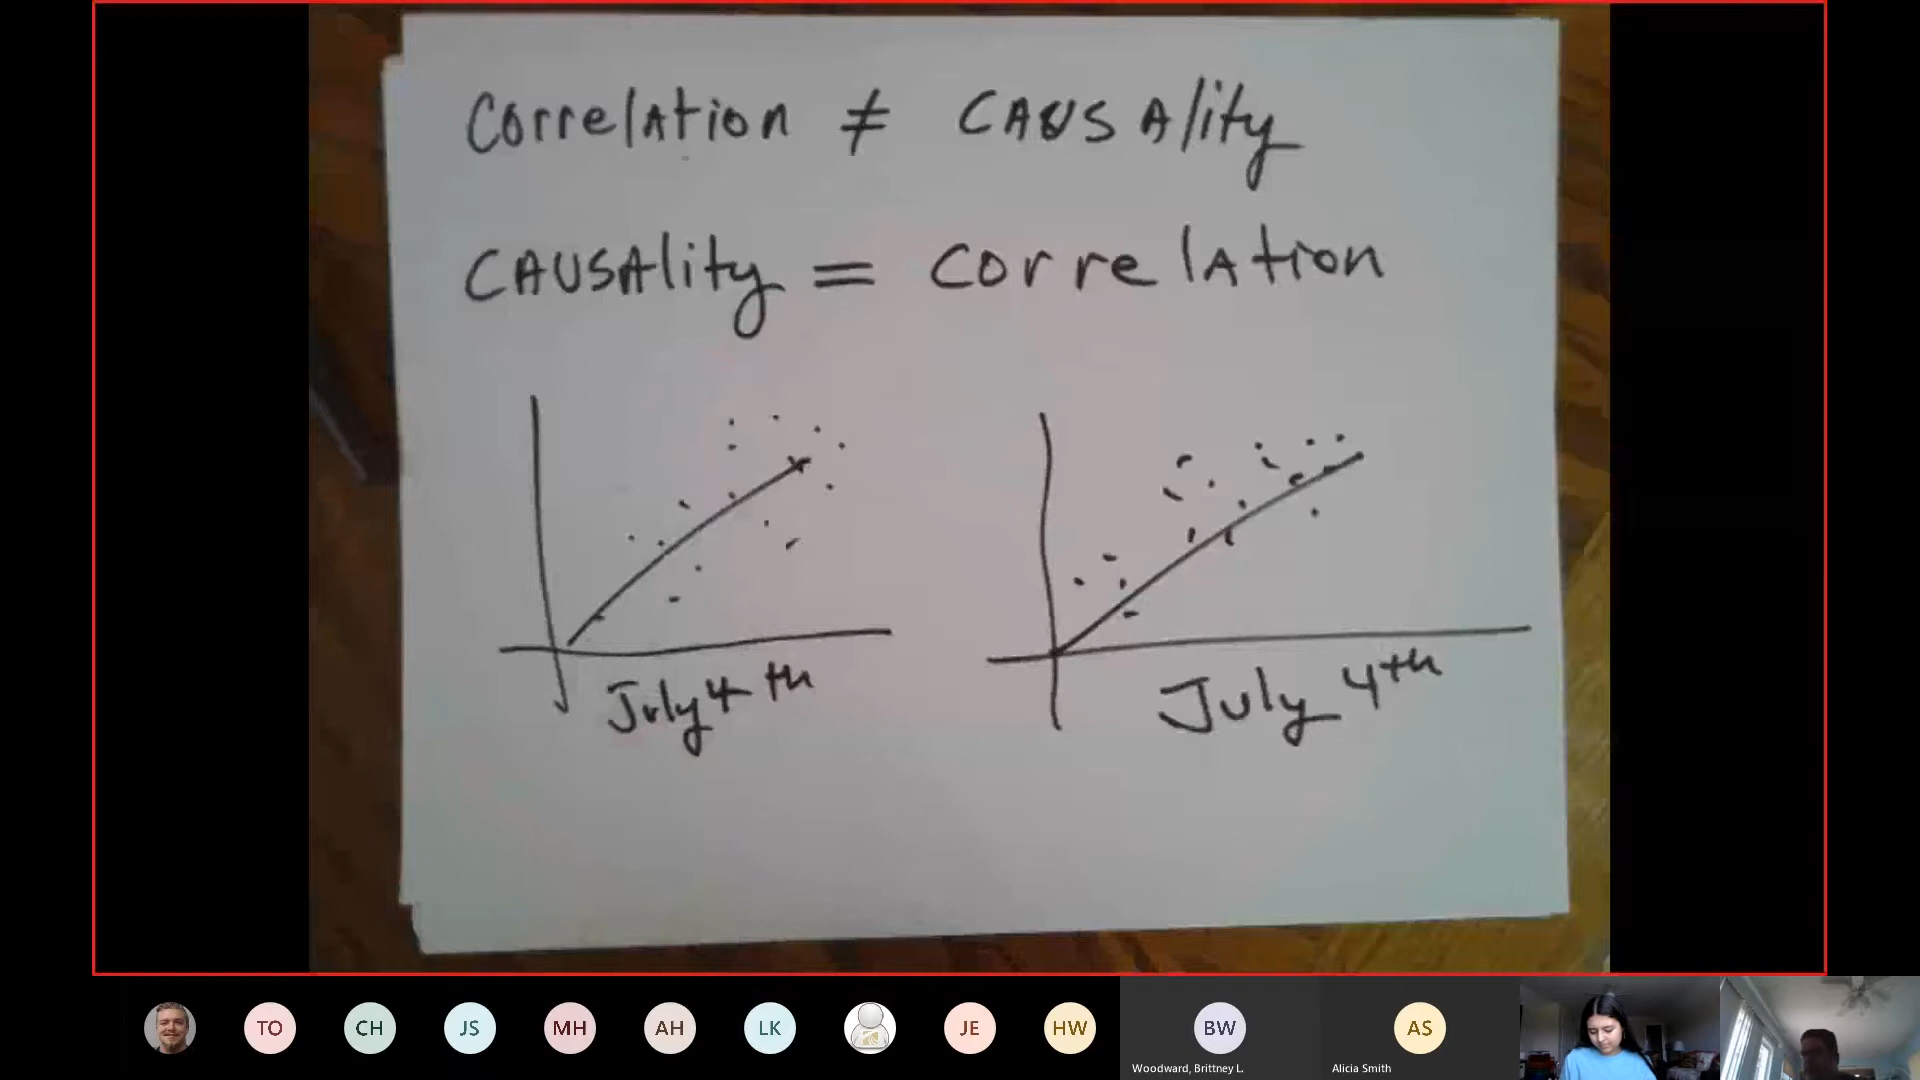 Correlation ≠ CAUSAlity
CAUSAlity = Correlation
July 4th
July 4th
TO
CH
JS
MH
AH
LK
JE
HW
BW
AS
Woodward, Brittney L.
Alicia Smith